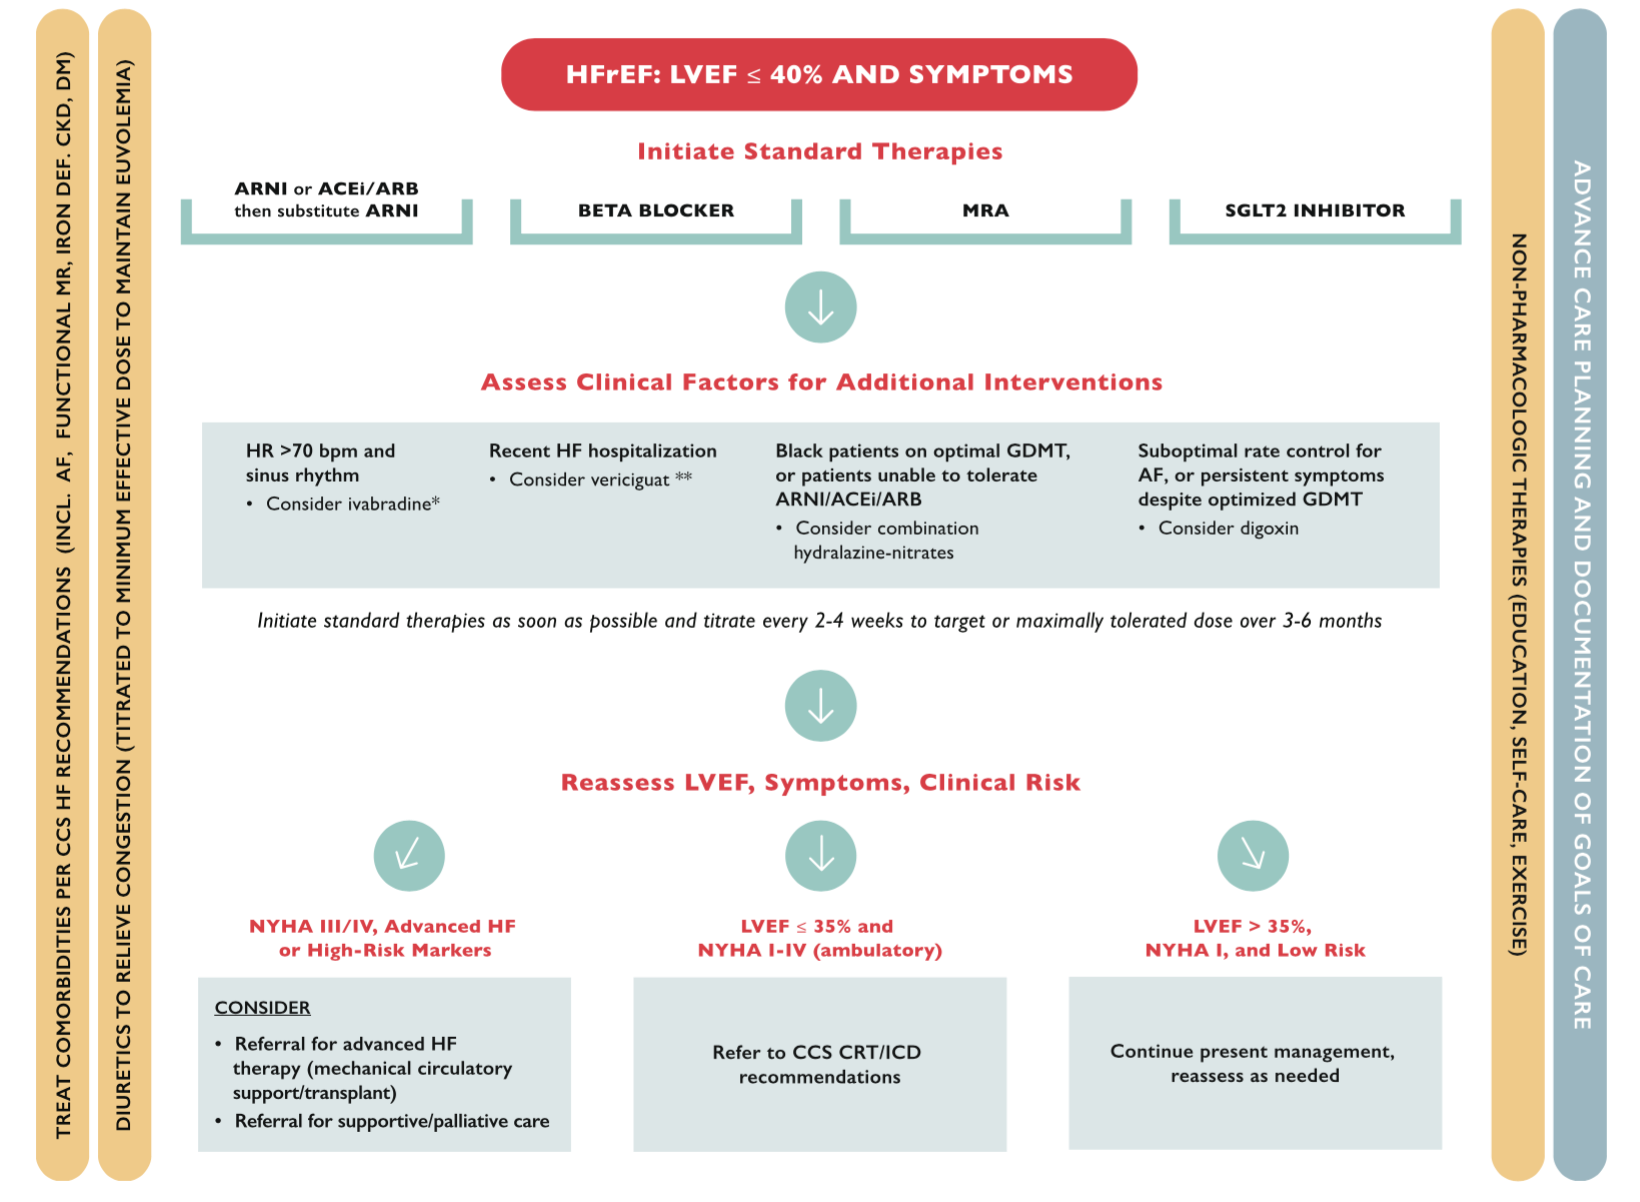 TREAT COMORBIDITIES PER CCS HF RECOMMENDATIONS (INCL. AF, FUNCTIONAL MR, IRON DEF. CKD, DM)
DIURETICS TO RELIEVE CONGESTION (TITRATED TO MINIMUM EFFECTIVE DOSE TO MAINTAIN EUVOLEMIA)
HFrEF: LVEF ≤ 40% AND SYMPTOMS
Initiate Standard Therapies
ARNI or ACEi/ARB
then substitute ARNI
BETA BLOCKER
MRA
SGLT2 INHIBITOR
Assess Clinical Factors for Additional Interventions
HR >70 bpm and
sinus rhythm
• Consider ivabradine*
Recent HF hospitalization
• Consider vericiguat **
Black patients on optimal GDMT,
or patients unable to tolerate
ARNI/ACEi/ARB
• Consider combination
hydralazine-nitrates
Suboptimal rate control for
AF, or persistent symptoms
despite optimized GDMT
• Consider digoxin
Initiate standard therapies as soon as possible and titrate every 2-4 weeks to target or maximally tolerated dose over 3-6 months
Reassess LVEF, Symptoms, Clinical Risk
NYHA III/IV, Advanced HF
or High-Risk Markers
CONSIDER
• Referral for advanced HF
therapy (mechanical circulatory
support/transplant)
• Referral for supportive/palliative care
LVEF ≤ 35% and
NYHA I-IV (ambulatory)
Refer to CCS CRT/ICD
recommendations
LVEF > 35%,
NYHA I, and Low Risk
Continue present management,
reassess as needed
NON-PHARMACOLOGIC THERAPIES (EDUCATION, SELF-CARE, EXERCISE)
ADVANCE CARE PLANNING AND DOCUMENTATION OF GOALS OF CARE